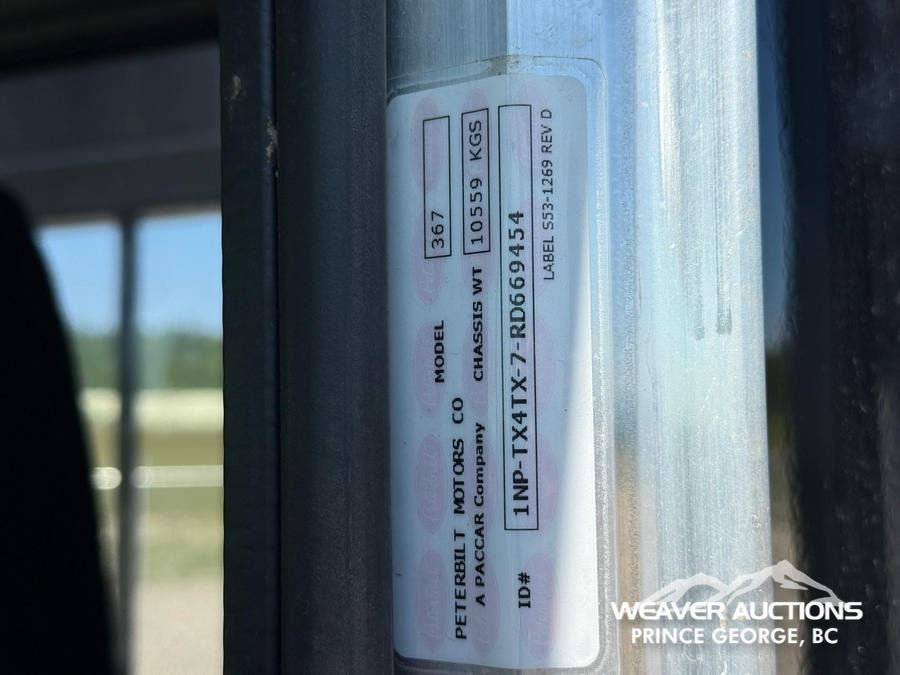 PETERBILT MOTORS CO MODEL 367
A PACCAR Company CHASSIS WT 10559 KGS
ID# 1NP-TX4TX-7-RD669454
LABEL S53-1269 REV D
WEAVER AUCTIONS
PRINCE GEORGE, BC